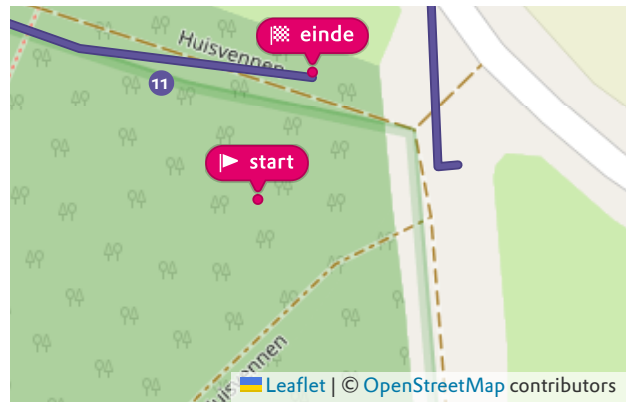 einde
Huisvennen
11
start
Huisvennen
Leaflet | © OpenStreetMap contributors